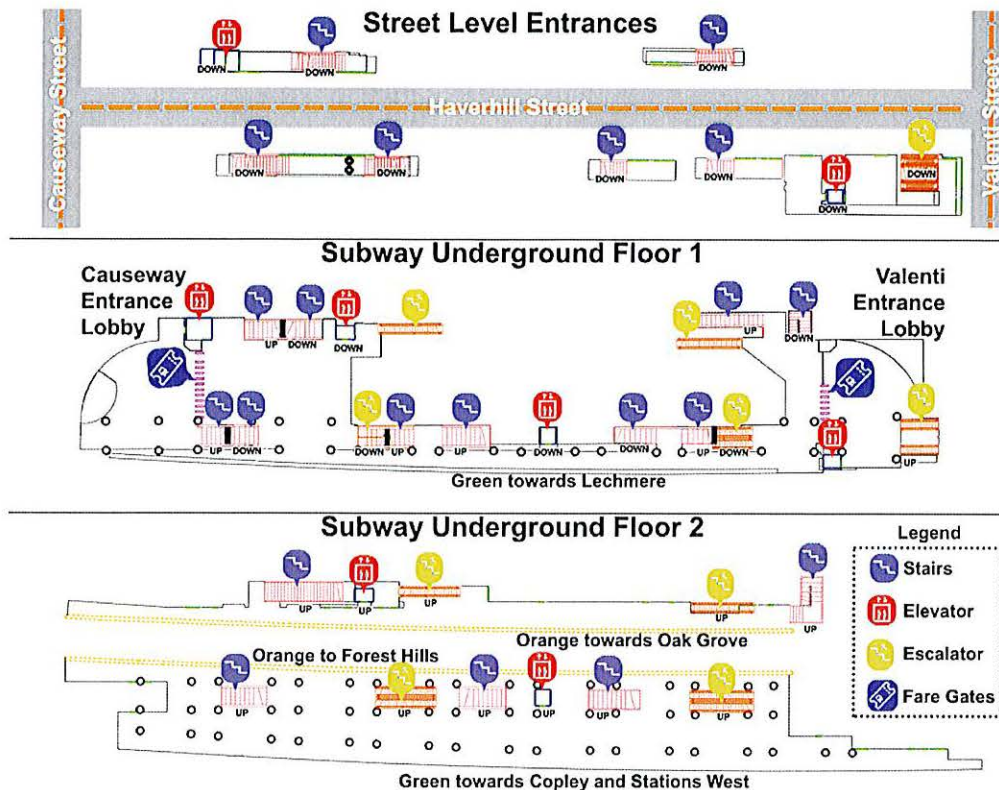 Street Level Entrances
DOWN
DOWN
DOWN
Causeway Street
Haverhill Street
Valenti Street
DOWN
DOWN
DOWN
DOWN
DOWN
DOWN
Subway Underground Floor 1
Causeway
Entrance
Lobby
Valenti
Entrance
Lobby
UP
DOWN
DOWN
UP
DOWN
UP
DOWN
DOWN
UP
UP
DOWN
DOWN
UP
DOWN
UP
Green towards Lechmere
Subway Underground Floor 2
Legend
Stairs
Elevator
Escalator
Fare Gates
UP
UP
UP
UP
UP
Orange towards Oak Grove
Orange to Forest Hills
UP
UP
UP
UP
UP
UP
Green towards Copley and Stations West